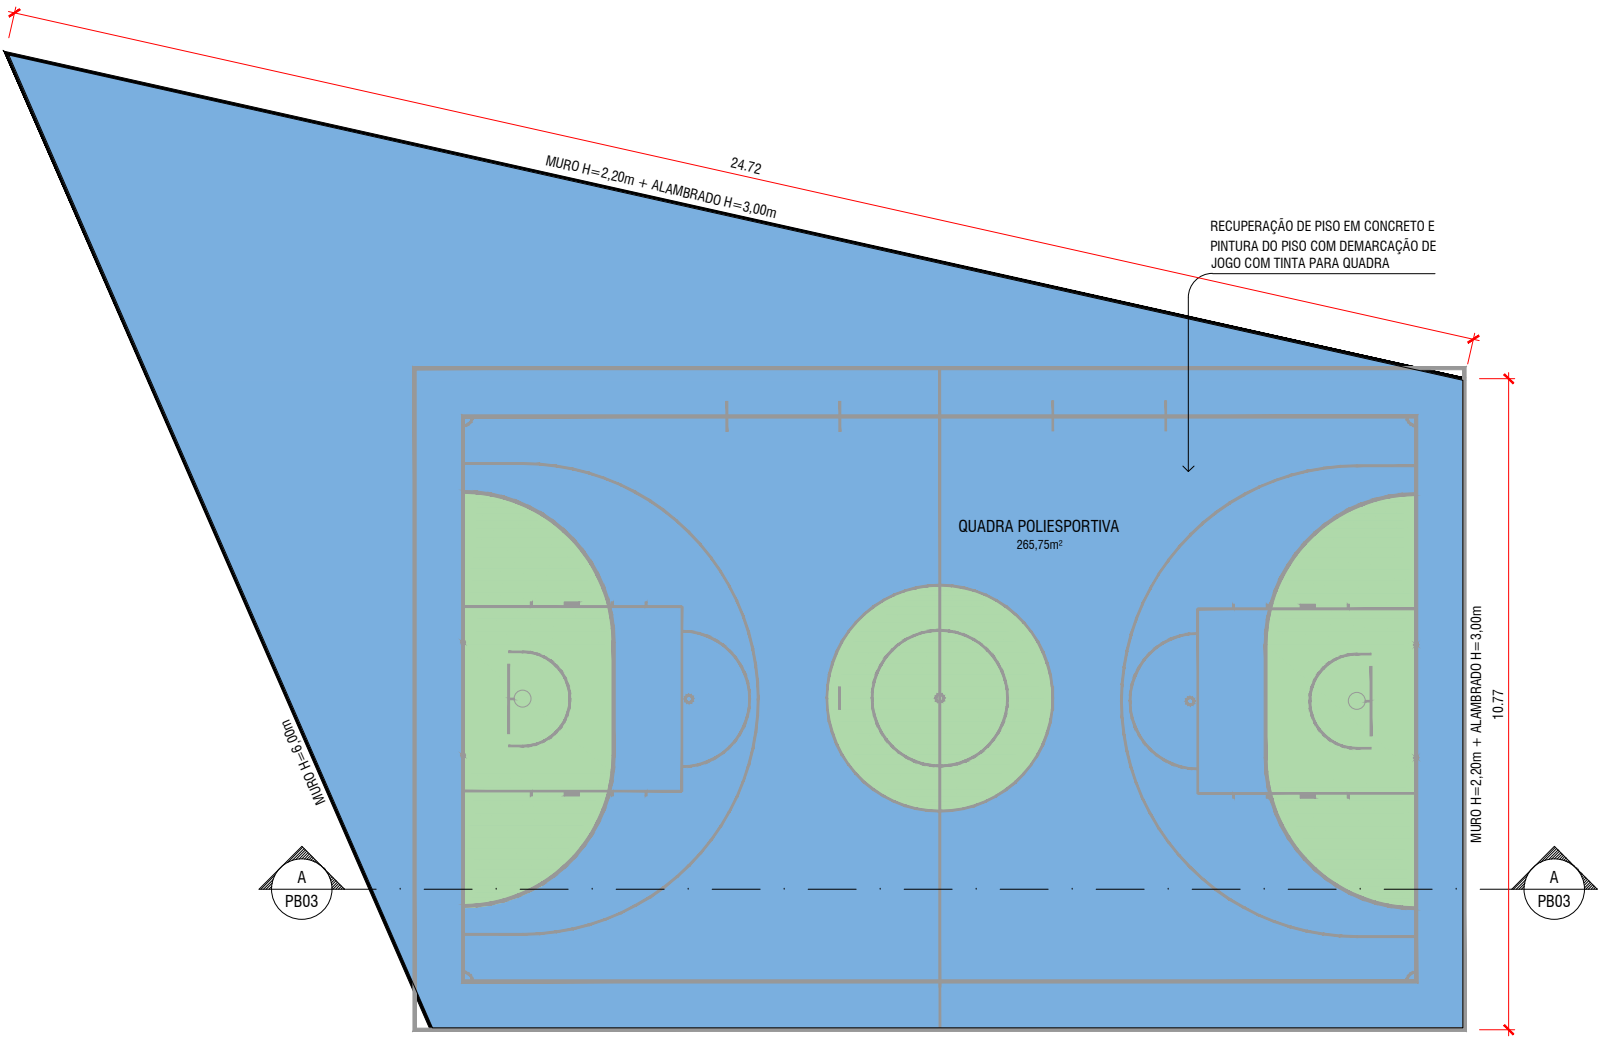 24.72
MURO H=2,20m + ALAMBRADO H=3,00m
RECUPERAÇÃO DE PISO EM CONCRETO E
PINTURA DO PISO COM DEMARCAÇÃO DE
JOGO COM TINTA PARA QUADRA
QUADRA POLIESPORTIVA
265,75m²
MURO H=2,20m + ALAMBRADO H=3,00m
10.77
MURO H=6,00m
A
PB03
A
PB03